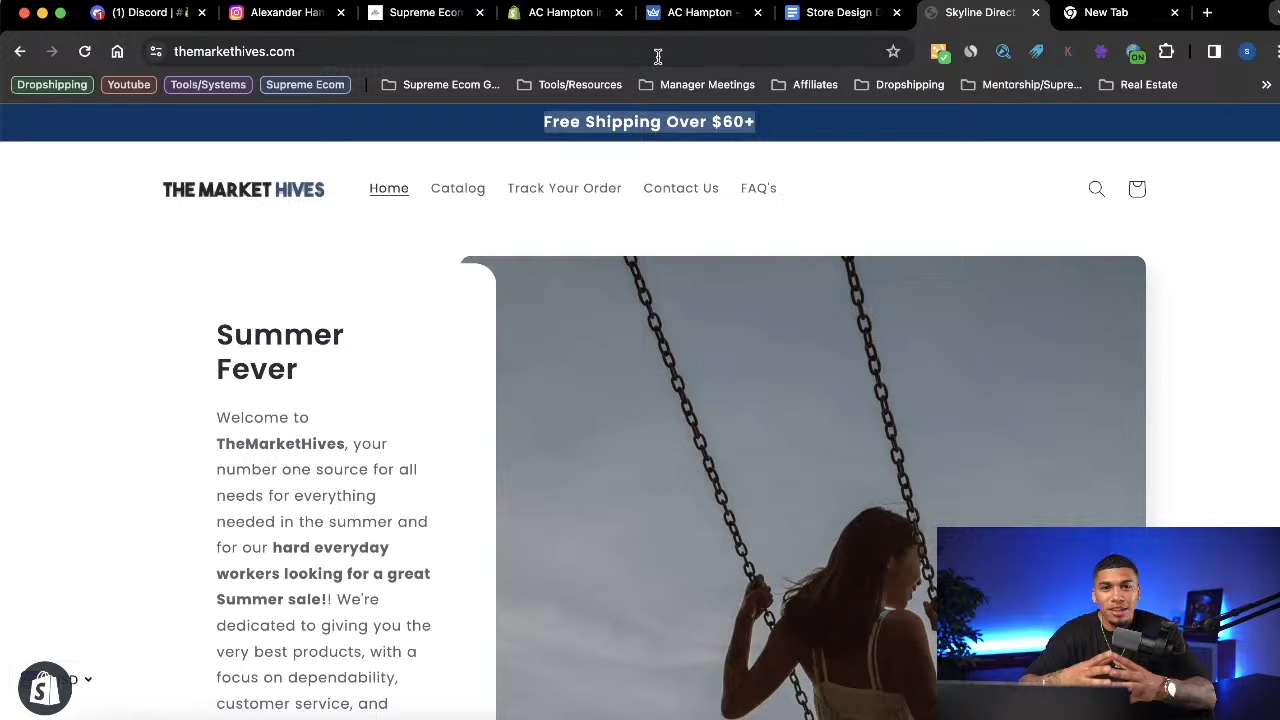 (1) Discord | #
Alexander Ham
Supreme Ecom
AC Hampton
AC Hampton -
Store Design D
Skyline Direct
New Tab
themarkethives.com
K
ON
S
Dropshipping
Youtube
Tools/Systems
Supreme Ecom
Supreme Ecom G...
Tools/Resources
Manager Meetings
Affiliates
Dropshipping
Mentorship/Supre...
Real Estate
Free Shipping Over $60+
THE MARKET HIVES
Home
Catalog
Track Your Order
Contact Us
FAQ's
Summer
Fever
Welcome to
TheMarketHives, your
number one source for all
needs for everything
needed in the summer and
for our hard everyday
workers looking for a great
Summer sale!! We're
dedicated to giving you the
very best products, with a
focus on dependability,
customer service, and